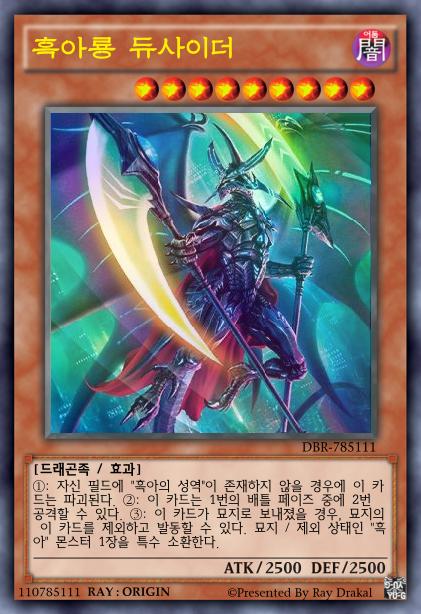 흑아룡 듀사이더
어둠
闇
DBR-785111
[드래곤족 / 효과]
①: 자신 필드에 "흑아의 성역"이 존재하지 않을 경우에 이 카
드는 파괴된다. ②: 이 카드는 1번의 배틀 페이즈 중에 2번
공격할 수 있다. ③: 이 카드가 묘지로 보내졌을 경우, 묘지의
이 카드를 제외하고 발동할 수 있다. 묘지 / 제외 상태인 "흑
아" 몬스터 1장을 특수 소환한다.
ATK/2500 DEF/2500
110785111 RAY : ORIGIN ©Presented By Ray Drakal